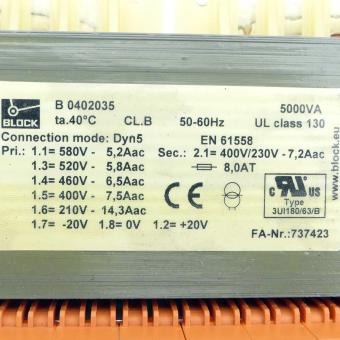 BLOCK
B 0402035 5000VA
ta.40°C CL.B 50-60Hz UL class 130
Connection mode: Dyn5 EN 61558
Pri.: 1.1= 580V - 5,2Aac Sec.: 2.1= 400V/230V - 7,2Aac
1.3= 520V - 5,8Aac 8,0AT
1.4= 460V - 6,5Aac
1.5= 400V - 7,5Aac
1.6= 210V - 14,3Aac
1.7= -20V 1.8= 0V 1.2= +20V
CE
c RU US
Type
3UI180/63/B
FA-Nr.:737423
www.block.eu